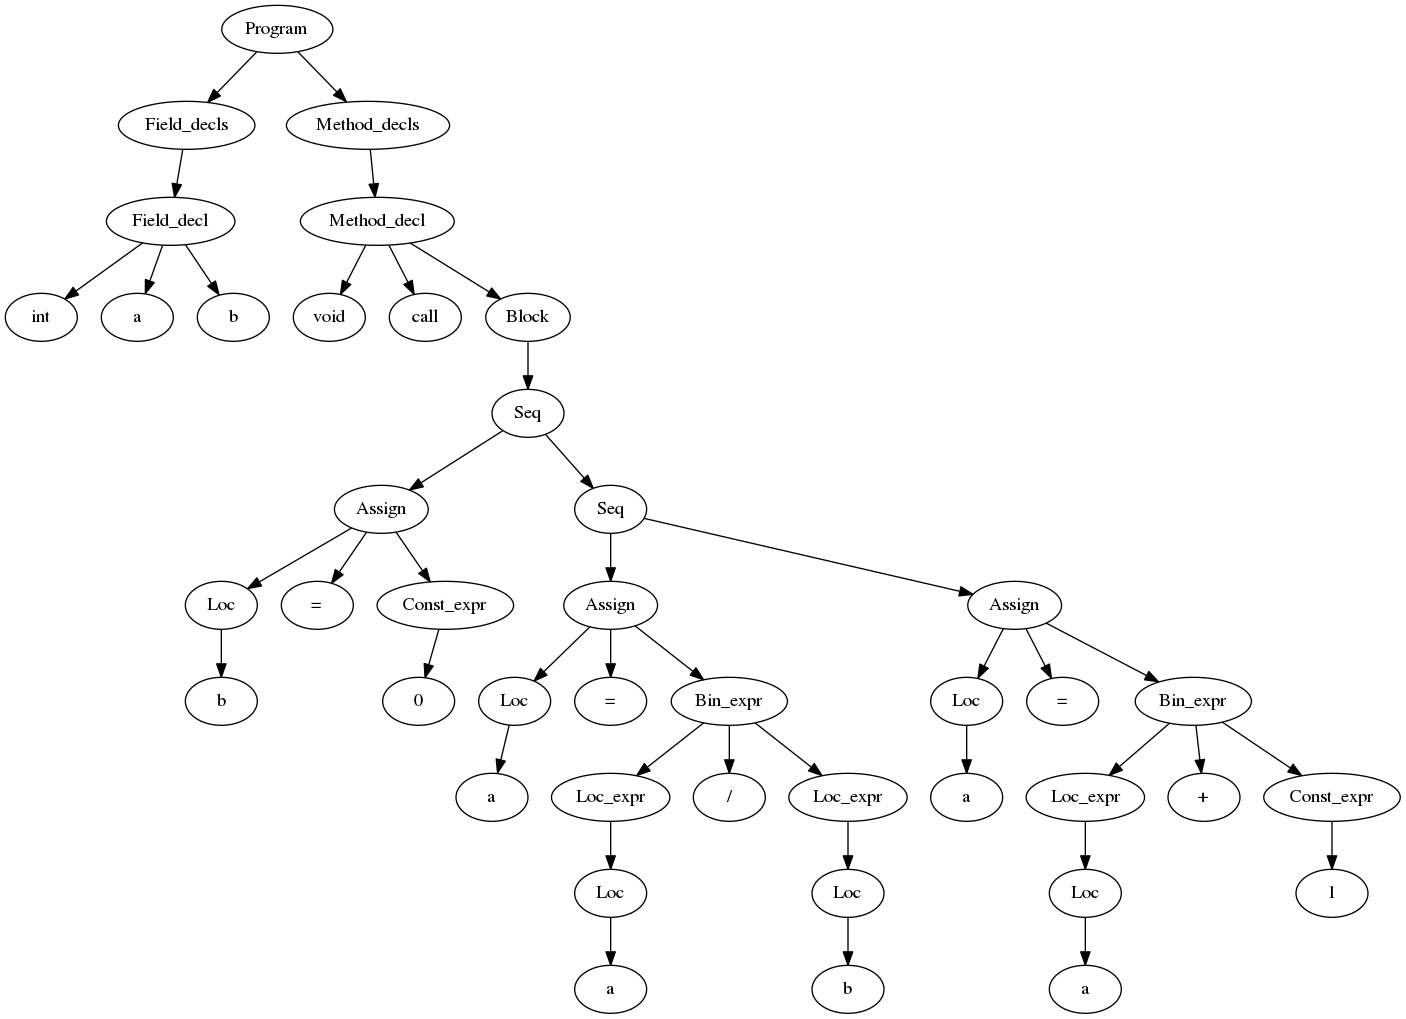 Program
Field_decls Method_decls
Field_decl Method_decl
int a b void call Block
Seq
Assign Seq
Loc = Const_expr Assign Assign
b 0 Loc = Bin_expr Loc = Bin_expr
a Loc_expr / Loc_expr a Loc_expr + Const_expr
Loc Loc Loc 1
a b a